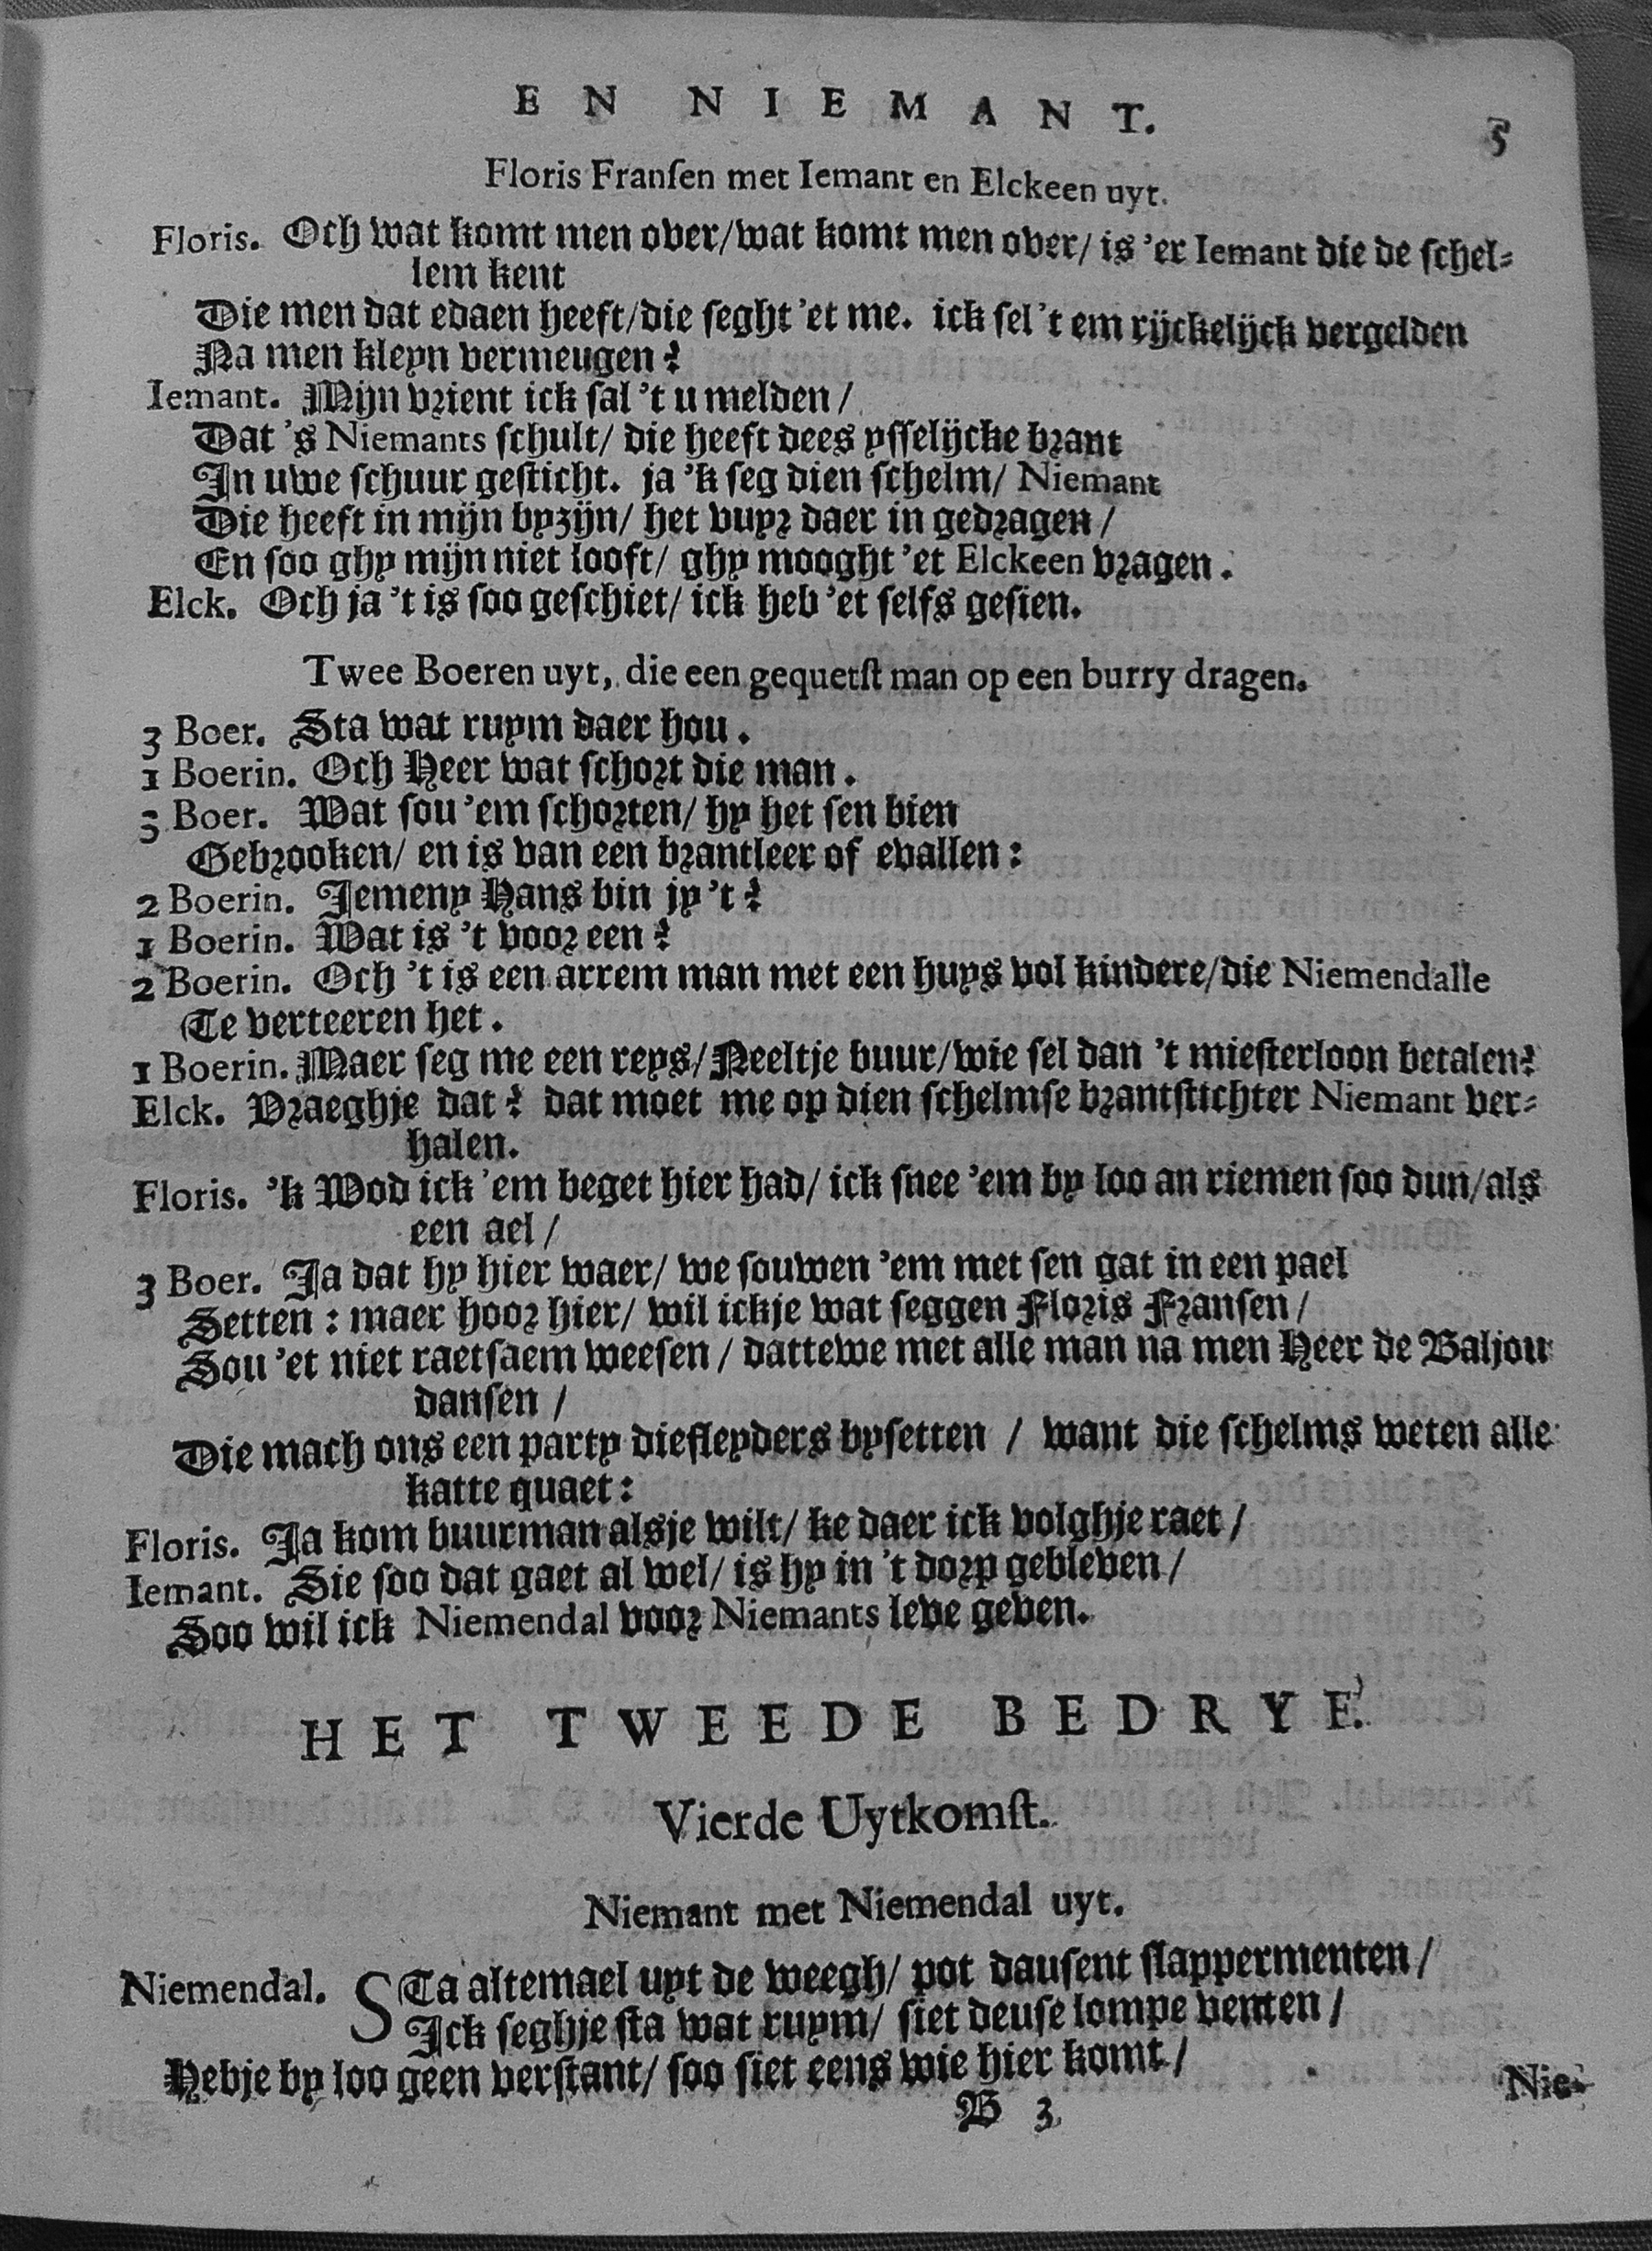 EN NIEMANT. 5
Floris Fransen met Iemant en Elckeen uyt.
Floris. Och wat komt men over/wat komt men over/ is 'er Iemant die de schel-
lem kent
Die men dat edaen heeft/die seght 'et me. ick sel 't em rijckelijck vergelden
Na men kleyn vermeugen?
Iemant. Mijn vrient ick sal 't u melden /
Dat 's Niemants schult/ die heeft dees ysselijcke brant
In uwe schuur gesticht. ja 'k seg dien schelm/ Niemant
Die heeft in mijn byzijn/ het vuyr daer in gedragen /
En soo ghy mijn niet looft/ ghy mooght 'et Elckeen vragen.
Elck. Och ja 't is soo geschiet/ ick heb 'et selfs gesien.
Twee Boeren uyt, die een gequetst man op een burry dragen.
3 Boer. Sta wat ruym daer hou.
1 Boerin. Och Heer wat schort die man.
3 Boer. Wat sou 'em schorten/ hy het sen bien
Gebrooken/ en is van een brantleer of evallen:
2 Boerin. Jemeny Hans bin jy 't?
1 Boerin. Wat is 't voor een?
2 Boerin. Och 't is een arrem man met een huys vol kindere/die Niemendalle
Te verteeren het.
1 Boerin. Maer seg me een reys/Neeltje buur/wie sel dan 't miesterloon betalen?
Elck. Vraeghje dat? dat moet me op dien schelmse brantstichter Niemant ver-
halen.
Floris. 'k Wod ick 'em beget hier had/ ick snee 'em by loo an riemen soo dun/als
een ael /
3 Boer. Ja dat hy hier waer/ we souwen 'em met sen gat in een pael
Setten: maer hoor hier/ wil ickje wat seggen Floris Fransen /
Sou 'et niet raetsaem weesen / dattewe met alle man na men Heer de Baljou
dansen /
Die mach ons een party diefleyders bysetten / want die schelms weten alle
katte quaet:
Floris. Ja kom buurman alsje wilt/ ke daer ick volghje raet /
Iemant. Sie soo dat gaet al wel/ is hy in 't dorp gebleven /
Soo wil ick Niemendal voor Niemants leve geven.
HET TWEEDE BEDRYF.
Vierde Uytkomst.
Niemant met Niemendal uyt.
Niemendal. STa altemael uyt de weegh/ pot dausent slappermenten /
Ick seghje sta wat ruym/ siet deuse lompe venten /
Hebje by loo geen verstant/ soo siet eens wie hier komt /
B 3 Nie-